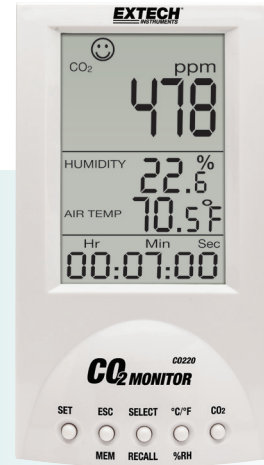 EXTECH
INSTRUMENTS
CO₂ ppm
478
HUMIDITY 22.6 %
AIR TEMP 70.5°F
Hr Min Sec
00:07:00
CO220
CO₂ MONITOR
SET ESC SELECT °C/°F CO₂
MEM RECALL %RH